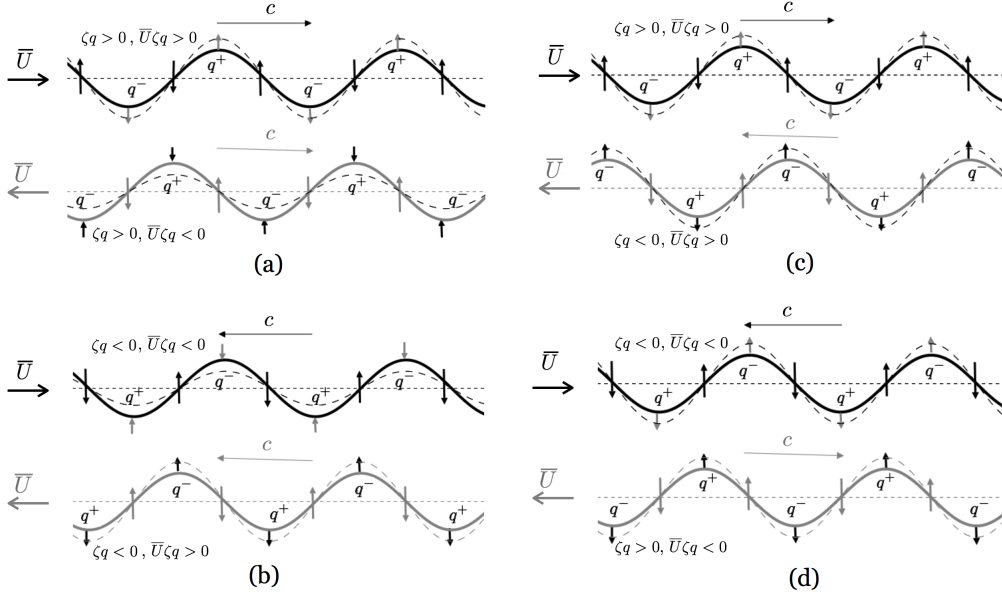 c
ζq > 0 , U̅ζq > 0
U̅
q⁺ q⁺
q⁻ q⁻
c
U̅
q⁺ q⁺
q⁻ q⁻ q⁻
ζq > 0, U̅ζq < 0
(a)
c
ζq > 0 , U̅ζq > 0
U̅
q⁺ q⁺
q⁻ q⁻
c
U̅
q⁻ q⁻ q⁻
q⁺ q⁺
ζq < 0 , U̅ζq > 0
(c)
c
ζq < 0 , U̅ζq < 0
U̅
q⁻ q⁻
q⁺ q⁺
c
U̅
q⁻ q⁻
q⁺ q⁺ q⁺
ζq < 0 , U̅ζq > 0
(b)
c
ζq < 0 , U̅ζq < 0
U̅
q⁻ q⁻
q⁺ q⁺
c
U̅
q⁺ q⁺
q⁻ q⁻ q⁻
ζq > 0, U̅ζq < 0
(d)